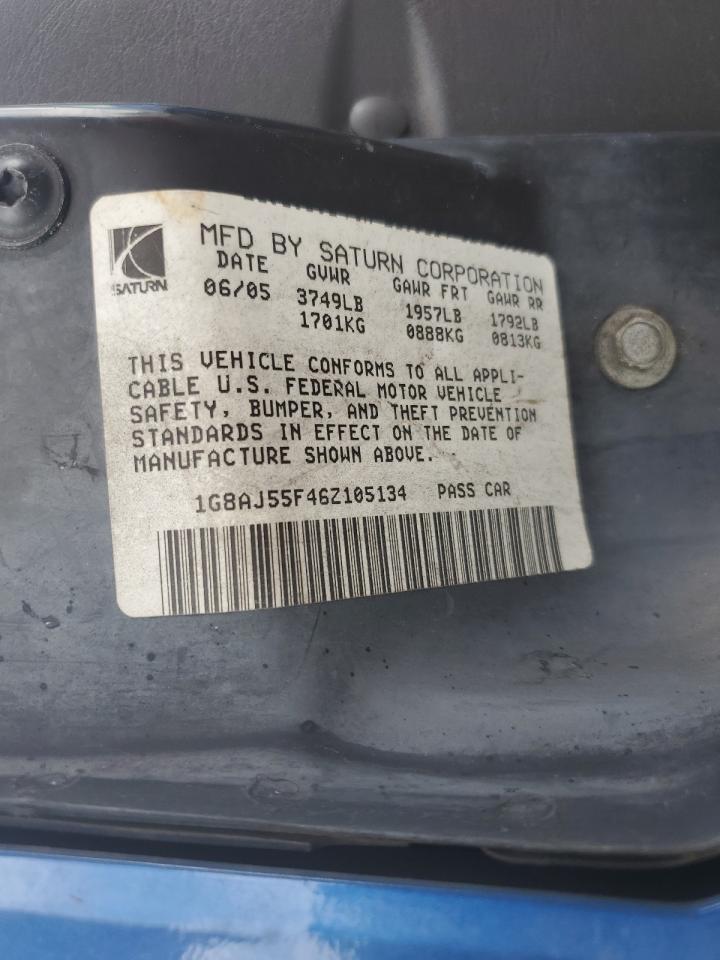 SATURN
MFD BY SATURN CORPORATION
DATE GVWR GAWR FRT GAWR RR
06/05 3749LB 1957LB 1792LB
1701KG 0888KG 0813KG
THIS VEHICLE CONFORMS TO ALL APPLI-
CABLE U.S. FEDERAL MOTOR VEHICLE
SAFETY, BUMPER, AND THEFT PREVENTION
STANDARDS IN EFFECT ON THE DATE OF
MANUFACTURE SHOWN ABOVE.
1G8AJ55F46Z105134 PASS CAR